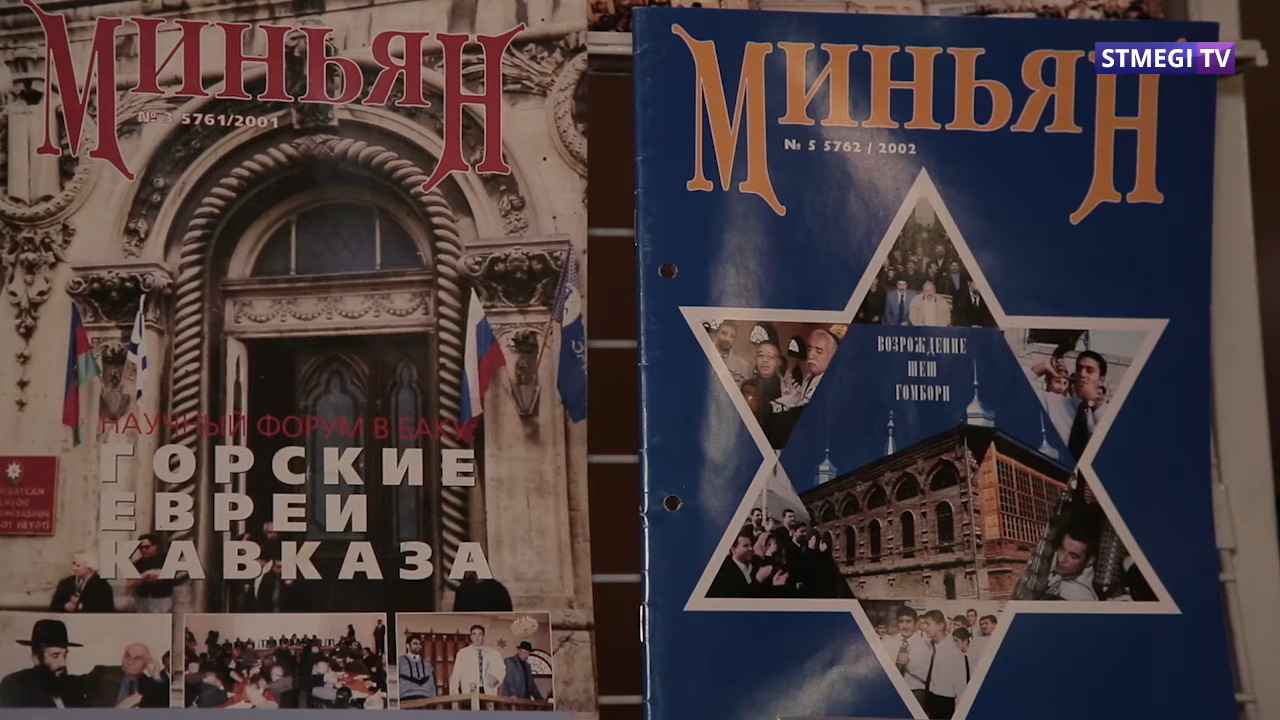 МИНЬЯН
№ 3 5761/2001
НАУЧНЫЙ ФОРУМ В БАКУ
ГОРСКИЕ
ЕВРЕИ
КАВКАЗА
МИНЬЯН
№ 5 5762 / 2002
ВОЗРОЖДЕНИЕ
ШЕШ
ГОМБОРИ
STMEGI TV